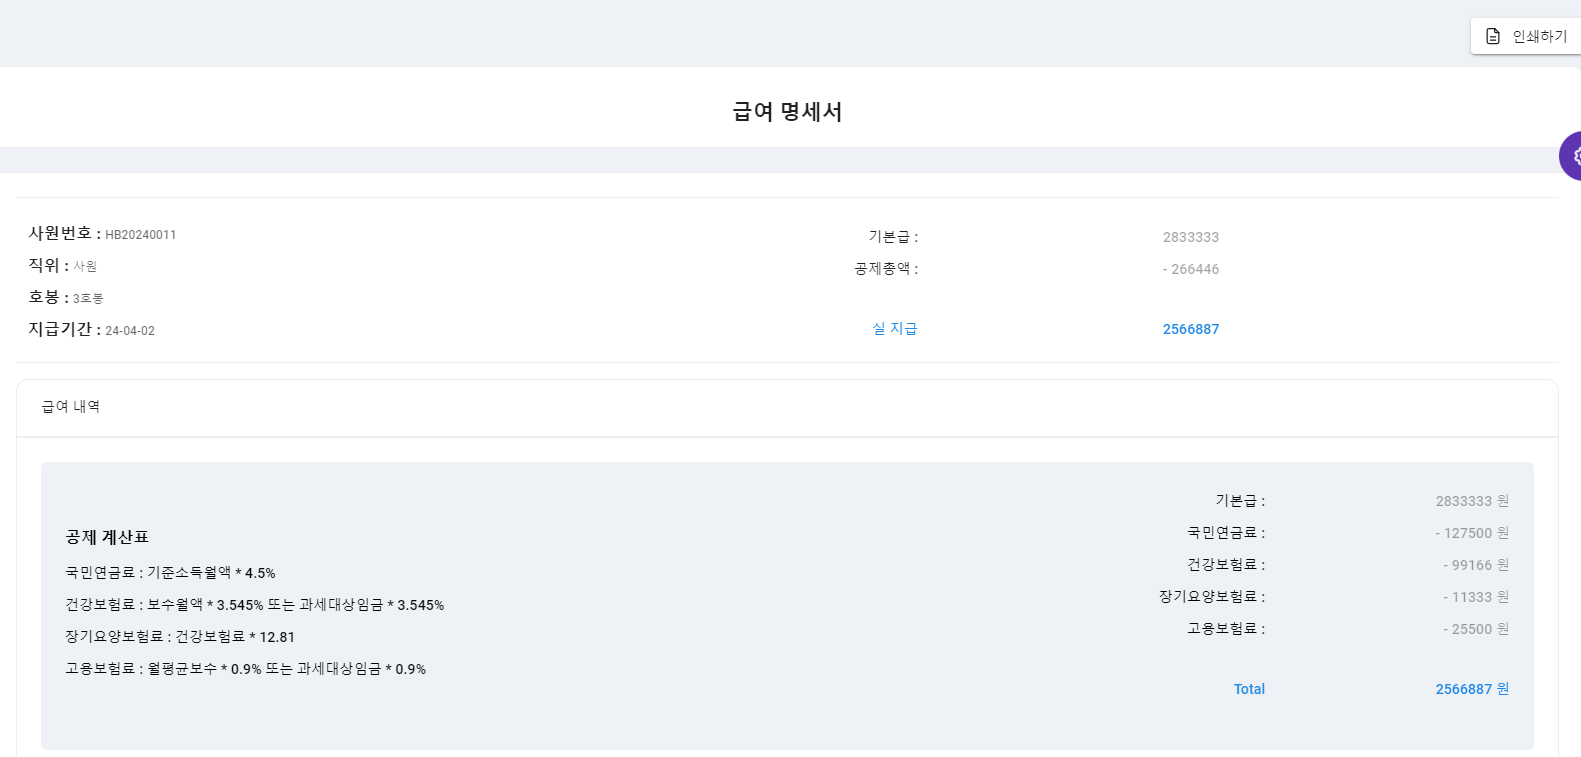 인쇄하기
급여 명세서
사원번호 : HB20240011
직위 : 사원
호봉 : 3호봉
지급기간 : 24-04-02
기본급 : 2833333
공제총액 : - 266446
실 지급 2566887
급여 내역
공제 계산표
국민연금료 : 기준소득월액 * 4.5%
건강보험료 : 보수월액 * 3.545% 또는 과세대상임금 * 3.545%
장기요양보험료 : 건강보험료 * 12.81
고용보험료 : 월평균보수 * 0.9% 또는 과세대상임금 * 0.9%
기본급 : 2833333 원
국민연금료 : - 127500 원
건강보험료 : - 99166 원
장기요양보험료 : - 11333 원
고용보험료 : - 25500 원
Total 2566887 원